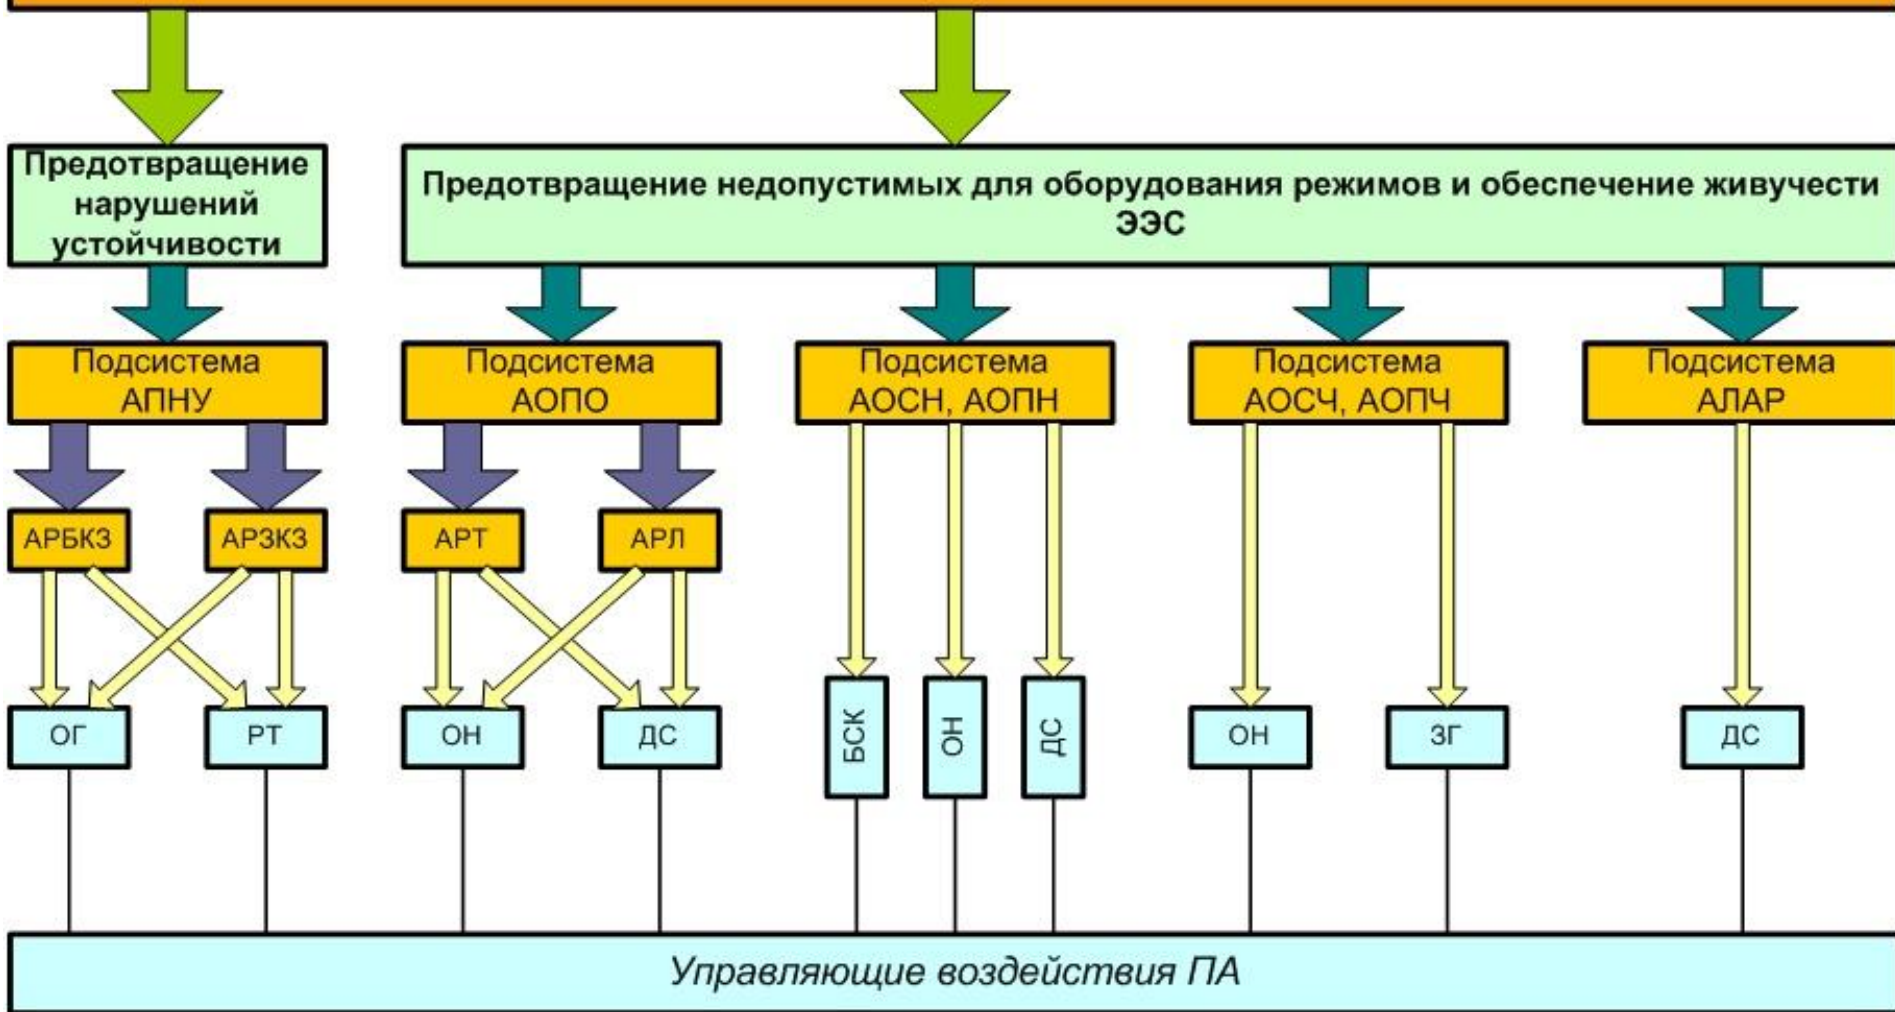 Предотвращение
нарушений
устойчивости
Предотвращение недопустимых для оборудования режимов и обеспечение живучести
ЭЭС
Подсистема
АПНУ
Подсистема
АОПО
Подсистема
АОСН, АОПН
Подсистема
АОСЧ, АОПЧ
Подсистема
АЛАР
АРБКЗ
АРЗКЗ
АРТ
АРЛ
ОГ
РТ
ОН
ДС
БСК
ОН
ДС
ОН
ЗГ
ДС
Управляющие воздействия ПА